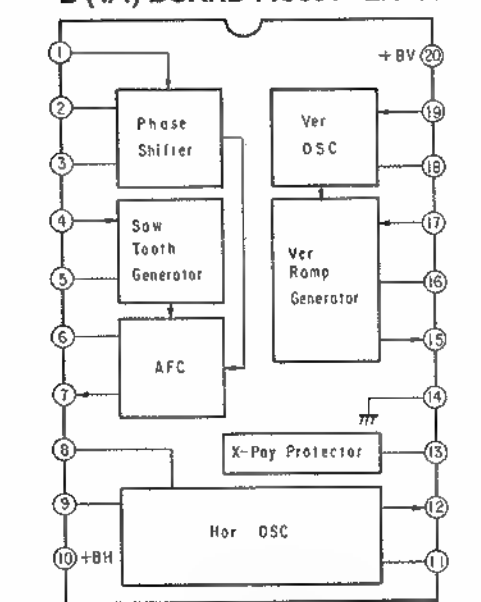 1
+BV 20
2
Phase
Shifter
Ver
OSC
19
3
18
4
Saw
Tooth
Generator
17
5
Ver
Ramp
Generator
16
6
AFC
15
7
14
8
X-Pay Protector
13
9
Hor OSC
12
10 +BH
11